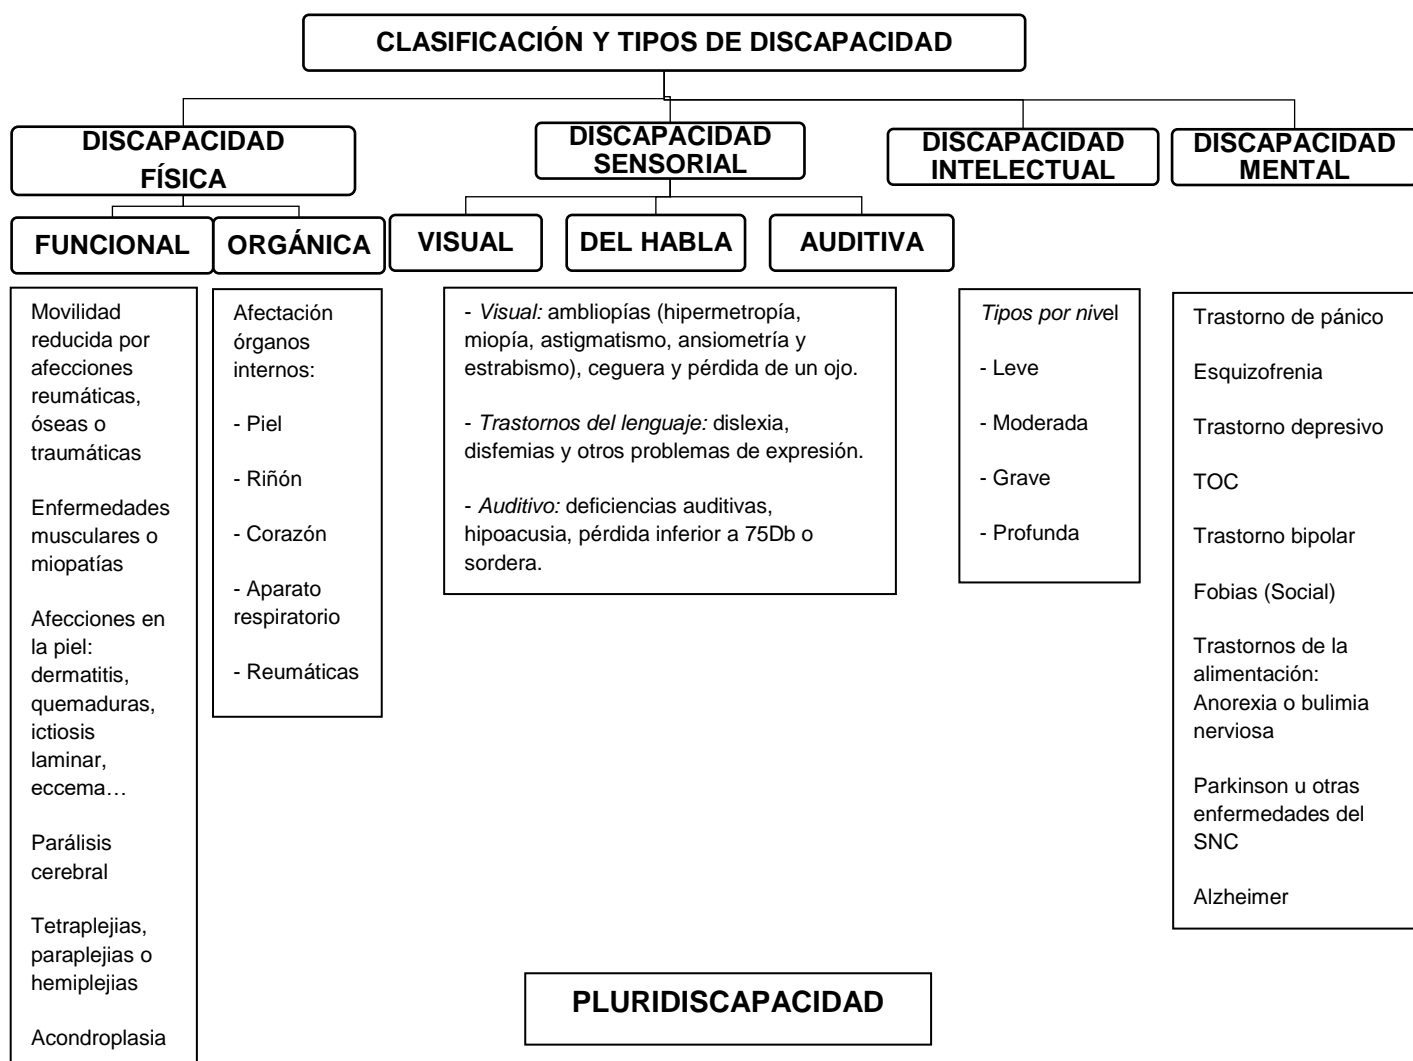 CLASIFICACIÓN Y TIPOS DE DISCAPACIDAD
DISCAPACIDAD
FÍSICA
DISCAPACIDAD
SENSORIAL
DISCAPACIDAD
INTELECTUAL
DISCAPACIDAD
MENTAL
FUNCIONAL
ORGÁNICA
VISUAL
DEL HABLA
AUDITIVA
Movilidad
reducida por
afecciones
reumáticas,
óseas o
traumáticas
Enfermedades
musculares o
miopatías
Afecciones en
la piel:
dermatitis,
quemaduras,
ictiosis
laminar,
eccema…
Parálisis
cerebral
Tetraplejias,
paraplejias o
hemiplejias
Acondroplasia
Afectación
órganos
internos:
- Piel
- Riñón
- Corazón
- Aparato
respiratorio
- Reumáticas
- Visual: ambliopías (hipermetropía,
miopía, astigmatismo, ansiometría y
estrabismo), ceguera y pérdida de un ojo.
- Trastornos del lenguaje: dislexia,
disfemias y otros problemas de expresión.
- Auditivo: deficiencias auditivas,
hipoacusia, pérdida inferior a 75Db o
sordera.
Tipos por nivel
- Leve
- Moderada
- Grave
- Profunda
Trastorno de pánico
Esquizofrenia
Trastorno depresivo
TOC
Trastorno bipolar
Fobias (Social)
Trastornos de la
alimentación:
Anorexia o bulimia
nerviosa
Parkinson u otras
enfermedades del
SNC
Alzheimer
PLURIDISCAPACIDAD